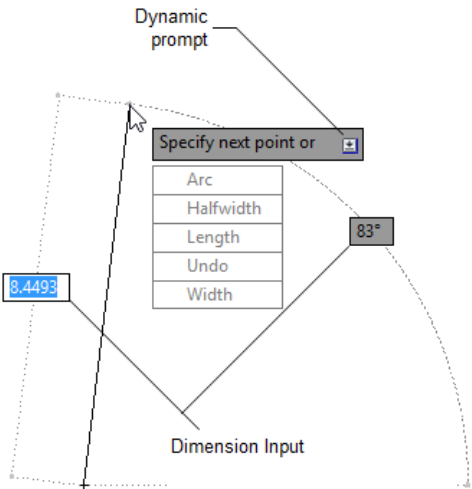 Dynamic
prompt
Specify next point or
Arc
Halfwidth
Length
Undo
Width
83°
8.4493
Dimension Input